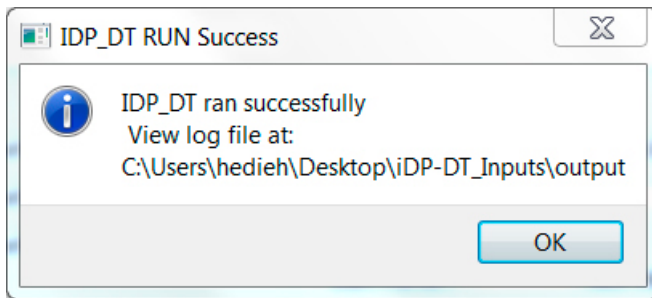 IDP_DT RUN Success
IDP_DT ran successfully
View log file at:
C:\Users\hedieh\Desktop\iDP-DT_Inputs\output
OK